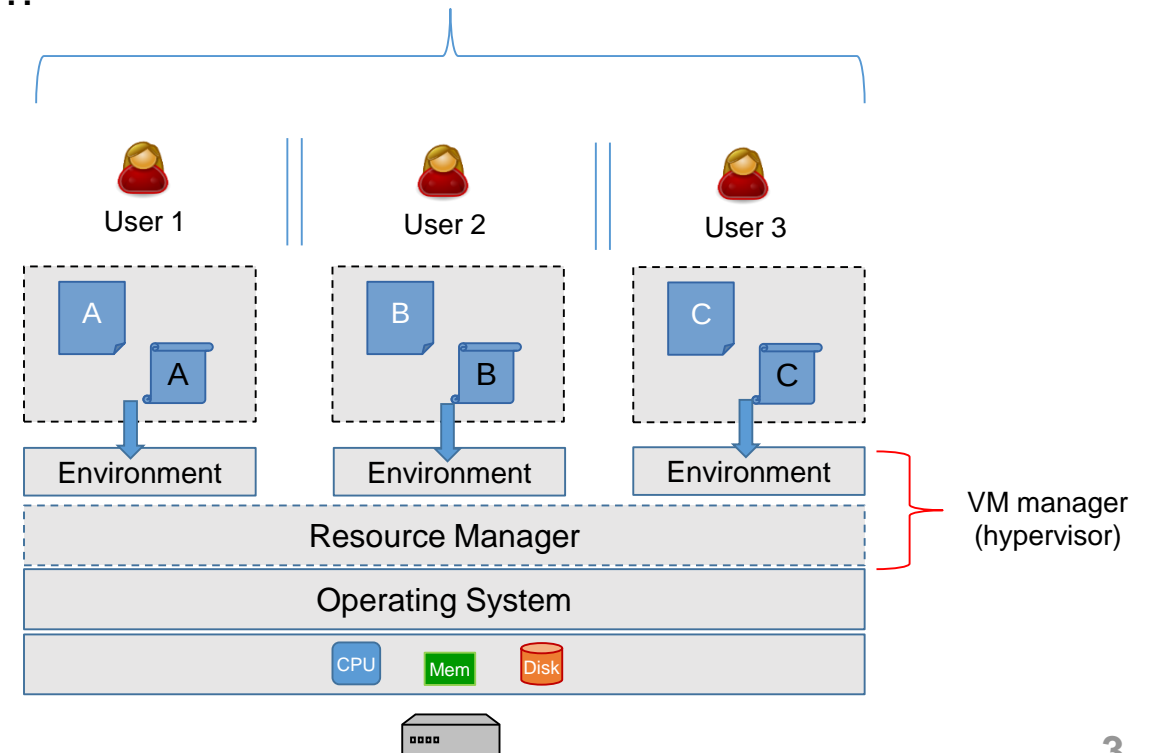 User 1
User 2
User 3
A
B
C
A
B
C
Environment
Environment
Environment
VM manager
(hypervisor)
Resource Manager
Operating System
CPU
Mem
Disk